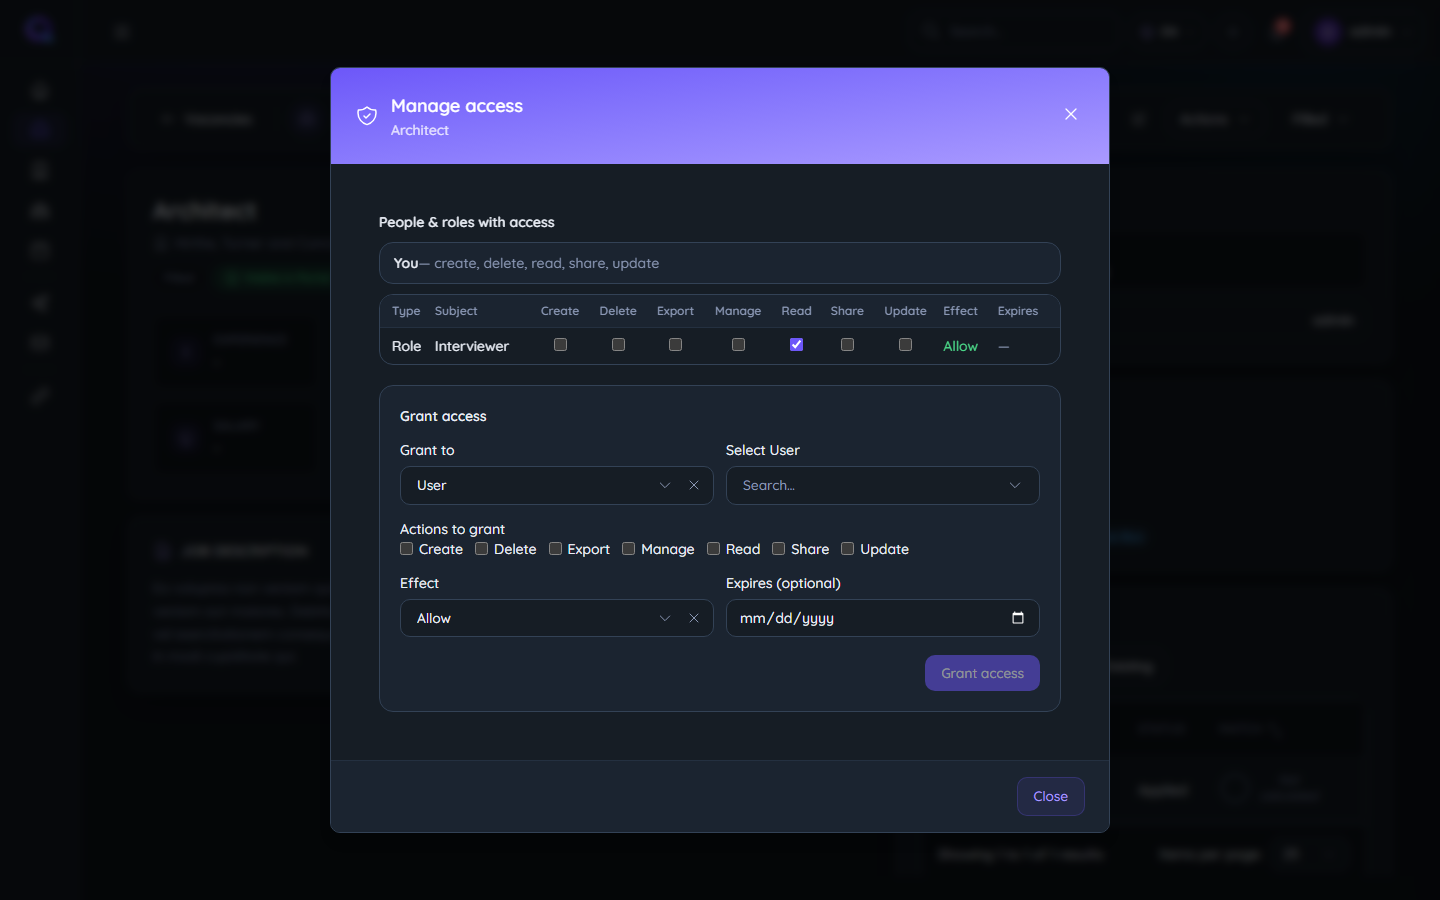 Manage access
Architect
People & roles with access
You— create, delete, read, share, update
Type Subject Create Delete Export Manage Read Share Update Effect Expires
Role Interviewer Allow —
Grant access
Grant to Select User
User Search...
Actions to grant
Create Delete Export Manage Read Share Update
Effect Expires (optional)
Allow mm/dd/yyyy
Grant access
Close
Architect